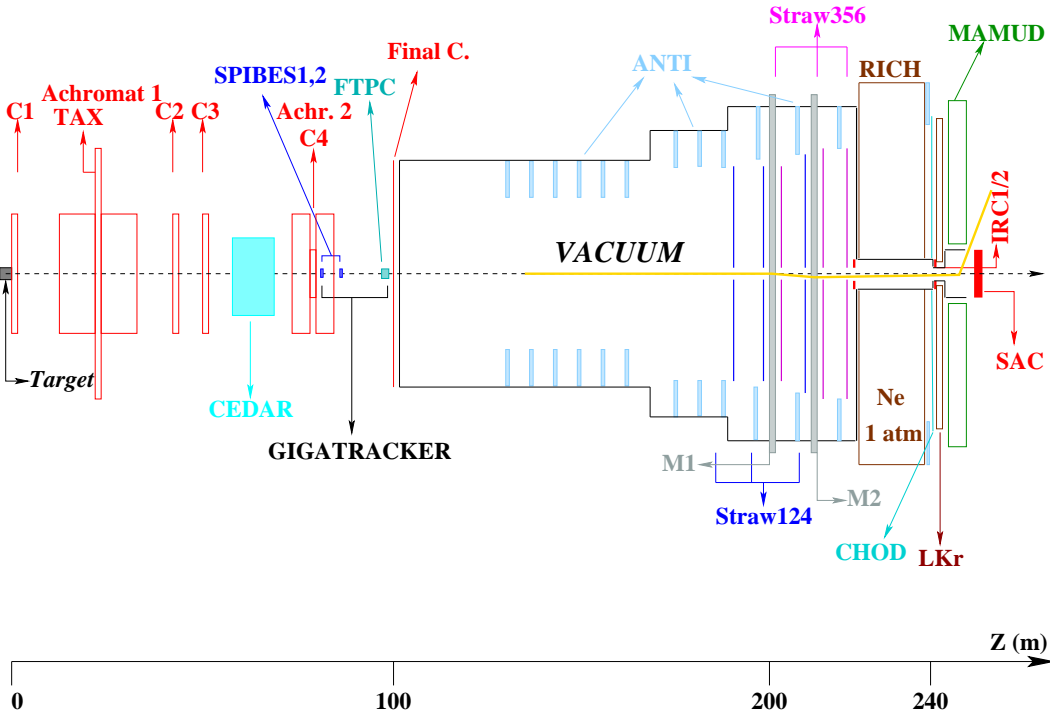 Straw356
MAMUD
Final C.
ANTI
RICH
SPIBES1,2
FTPC
Achromat 1
TAX
C1
C2
C3
Achr. 2
C4
IRC1/2
VACUUM
Target
SAC
CEDAR
Ne
1 atm
GIGATRACKER
M1
M2
Straw124
CHOD
LKr
Z (m)
0
100
200
240